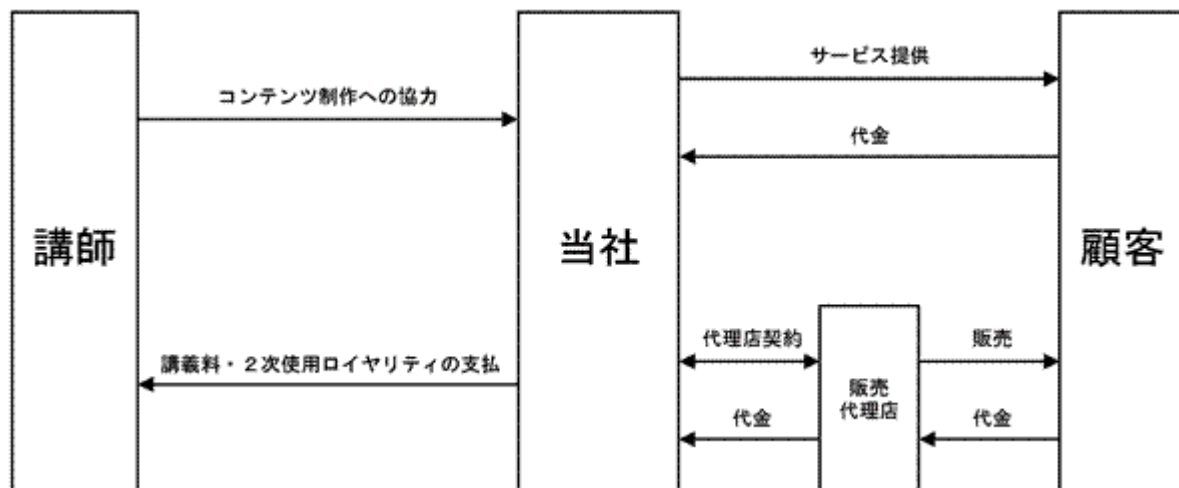 サービス提供
コンテンツ制作への協力
代金
講師
当社
顧客
代理店契約
販売
講義料・２次使用ロイヤリティの支払
販売
代理店
代金
代金